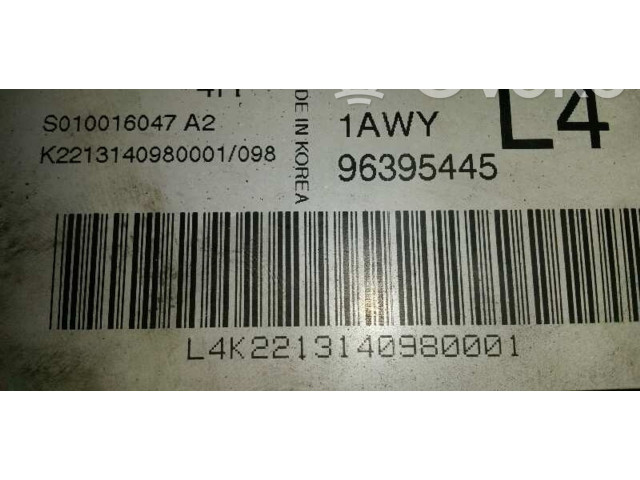 S010016047 A2
K2213140980001/098
DE IN KOREA
1AWY
96395445
L4
L4K2213140980001